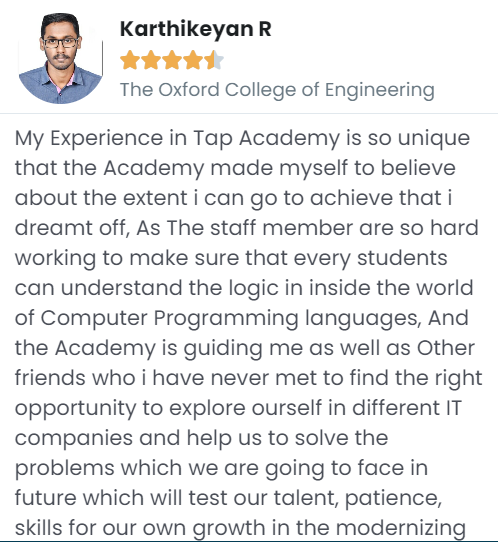 Karthikeyan R
The Oxford College of Engineering
My Experience in Tap Academy is so unique
that the Academy made myself to believe
about the extent i can go to achieve that i
dreamt off, As The staff member are so hard
working to make sure that every students
can understand the logic in inside the world
of Computer Programming languages, And
the Academy is guiding me as well as Other
friends who i have never met to find the right
opportunity to explore ourself in different IT
companies and help us to solve the
problems which we are going to face in
future which will test our talent, patience,
skills for our own growth in the modernizing